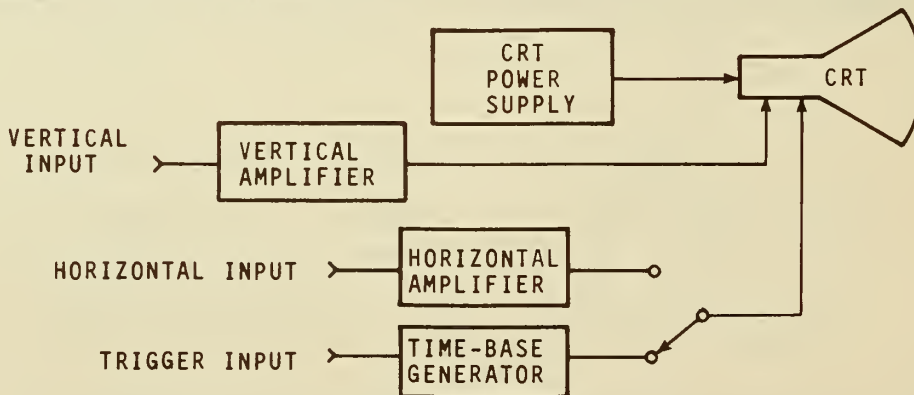 CRT
POWER
SUPPLY
CRT
VERTICAL
INPUT
VERTICAL
AMPLIFIER
HORIZONTAL INPUT
HORIZONTAL
AMPLIFIER
TRIGGER INPUT
TIME-BASE
GENERATOR